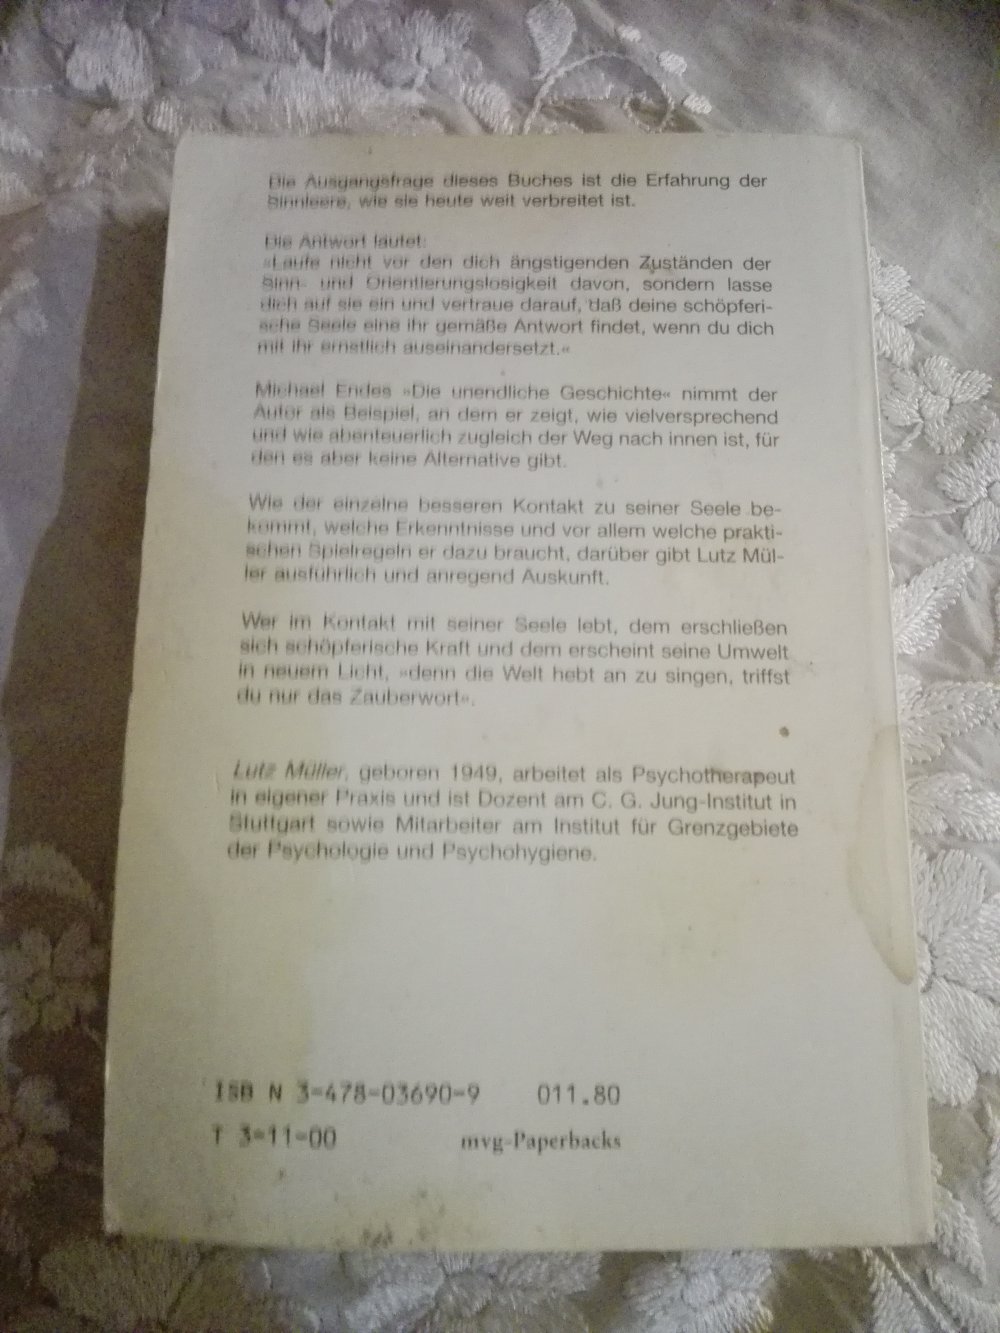 Die Ausgangsfrage dieses Buches ist die Erfahrung der
Sinnleere, wie sie heute weit verbreitet ist.
Die Antwort lautet:
»Laufe nicht vor den dich ängstigenden Zuständen der
Sinn- und Orientierungslosigkeit davon, sondern lasse
dich auf sie ein und vertraue darauf, daß deine schöpferi-
sche Seele eine ihr gemäße Antwort findet, wenn du dich
mit ihr ernstlich auseinandersetzt.«
Michael Endes »Die unendliche Geschichte« nimmt der
Autor als Beispiel, an dem er zeigt, wie vielversprechend
und wie abenteuerlich zugleich der Weg nach innen ist, für
den es aber keine Alternative gibt.
Wie der einzelne besseren Kontakt zu seiner Seele be-
kommt, welche Erkenntnisse und vor allem welche prakti-
schen Spielregeln er dazu braucht, darüber gibt Lutz Mül-
ler ausführlich und anregend Auskunft.
Wer im Kontakt mit seiner Seele lebt, dem erschließen
sich schöpferische Kraft und dem erscheint seine Umwelt
in neuem Licht, »denn die Welt hebt an zu singen, triffst
du nur das Zauberwort«.
Lutz Müller, geboren 1949, arbeitet als Psychotherapeut
in eigener Praxis und ist Dozent am C. G. Jung-Institut in
Stuttgart sowie Mitarbeiter am Institut für Grenzgebiete
der Psychologie und Psychohygiene.
ISBN 3-478-03690-9 011.80
T 3-11-00 mvg-Paperbacks